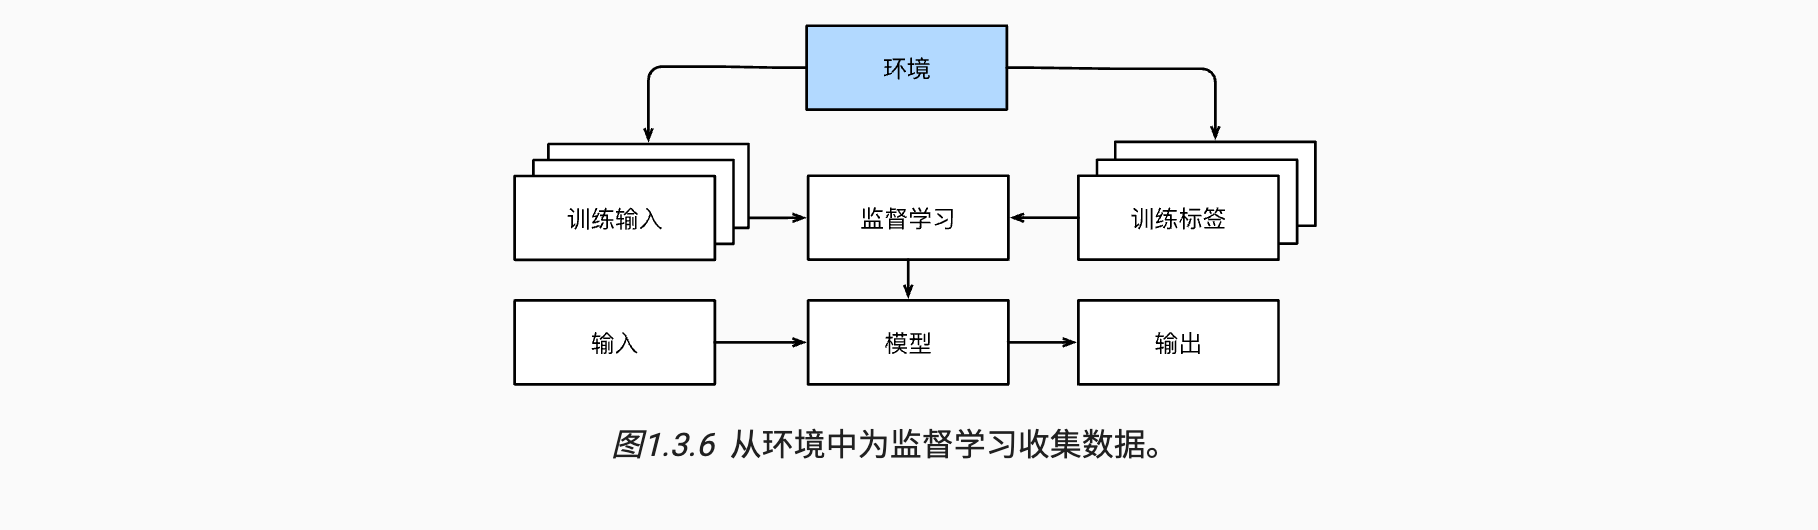 环境
训练输入
监督学习
训练标签
输入
模型
输出
图1.3.6 从环境中为监督学习收集数据。